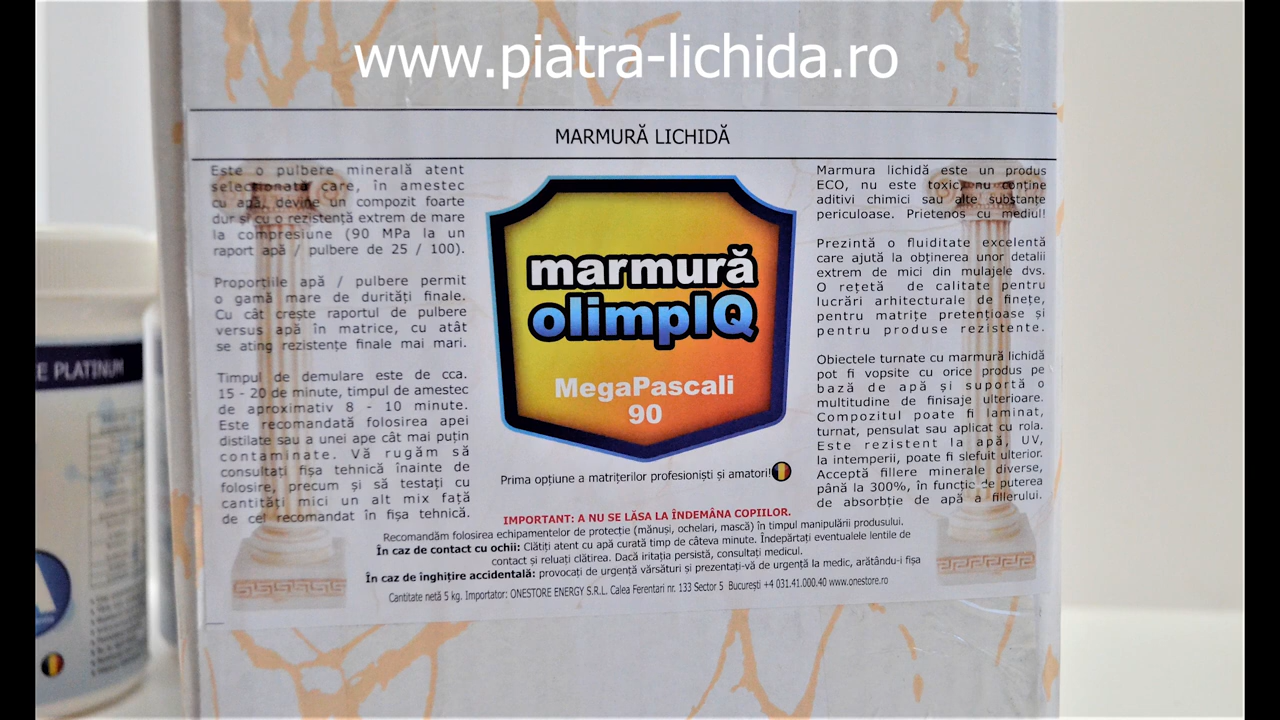 www.piatra-lichida.ro
MARMURĂ LICHIDĂ
Este o pulbere minerală atent
selecționată care, în amestec
cu apă, devine un compozit foarte
dur și cu o rezistență extrem de mare
la compresiune (90 MPa la un
raport apă / pulbere de 25 / 100).
Proporțiile apă / pulbere permit
o gamă mare de durități finale.
Cu cât crește raportul de pulbere
versus apă în matrice, cu atât
se ating rezistențe finale mai mari.
Timpul de demulare este de cca.
15 - 20 de minute, timpul de amestec
de aproximativ 8 - 10 minute.
Este recomandată folosirea apei
distilate sau a unei ape cât mai puțin
contaminate. Vă rugăm să
consultați fișa tehnică înainte de
folosire, precum și să testați cu
cantități mici un alt mix față
de cel recomandat în fișa tehnică.
marmură
olimpIQ
MegaPascali
90
Prima opțiune a matrițerilor profesioniști și amatori!
Marmura lichidă este un produs
ECO, nu este toxic, nu conține
aditivi chimici sau alte substanțe
periculoase. Prietenos cu mediul!
Prezintă o fluiditate excelentă
care ajută la obținerea unor detalii
extrem de mici din mulajele dvs.
O rețetă de calitate pentru
lucrări arhitecturale de finețe,
pentru matrițe pretențioase și
pentru produse rezistente.
Obiectele turnate cu marmură lichidă
pot fi vopsite cu orice produs pe
bază de apă și suportă o
multitudine de finisaje ulterioare.
Compozitul poate fi laminat,
turnat, pensulat sau aplicat cu rola.
Este rezistent la apă, UV,
la intemperii, poate fi slefuit ulterior.
Acceptă fillere minerale diverse,
până la 300%, în funcție de puterea
de absorbție de apă a fillerului.
IMPORTANT: A NU SE LĂSA LA ÎNDEMÂNA COPIILOR.
Recomandăm folosirea echipamentelor de protecție (mănuși, ochelari, mască) în timpul manipulării produsului.
În caz de contact cu ochii: Clătiți atent cu apă curată timp de câteva minute. Îndepărtați eventualele lentile de
contact și reluați clătirea. Dacă iritația persistă, consultați medicul.
În caz de înghițire accidentală: provocați de urgență vărsături și prezentați-vă de urgență la medic, arătându-i fișa
Cantitate netă 5 kg. Importator: ONESTORE ENERGY S.R.L. Calea Ferentari nr. 133 Sector 5 București +4 031.41.000.40 www.onestore.ro
E PLATINUM